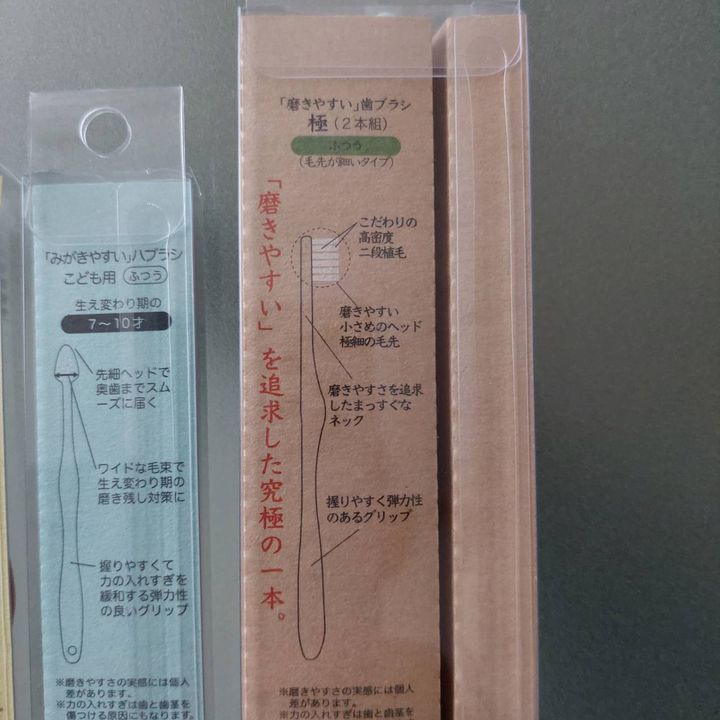 「みがきやすい」ハブラシ
こども用 ふつう
生え変わり期の
7〜10才
先細ヘッドで
奥歯までスム
ーズに届く
ワイドな毛束で
生え変わり期の
磨き残し対策に
握りやすくて
力の入れすぎを
緩和する弾力性
の良いグリップ
※磨きやすさの実感には個人
差があります。
※力の入れすぎは歯と歯茎を
傷つける原因にもなります。
「磨きやすい」歯ブラシ
極(2本組)
ふつう
(毛先が細いタイプ)
「磨きやすい」を追求した究極の一本。
こだわりの
高密度
二段植毛
磨きやすい
小さめのヘッド
極細の毛先
磨きやすさを追求
したまっすぐな
ネック
握りやすく弾力性
のあるグリップ
※磨きやすさの実感には個人
差があります。
※力の入れすぎは歯と歯茎を